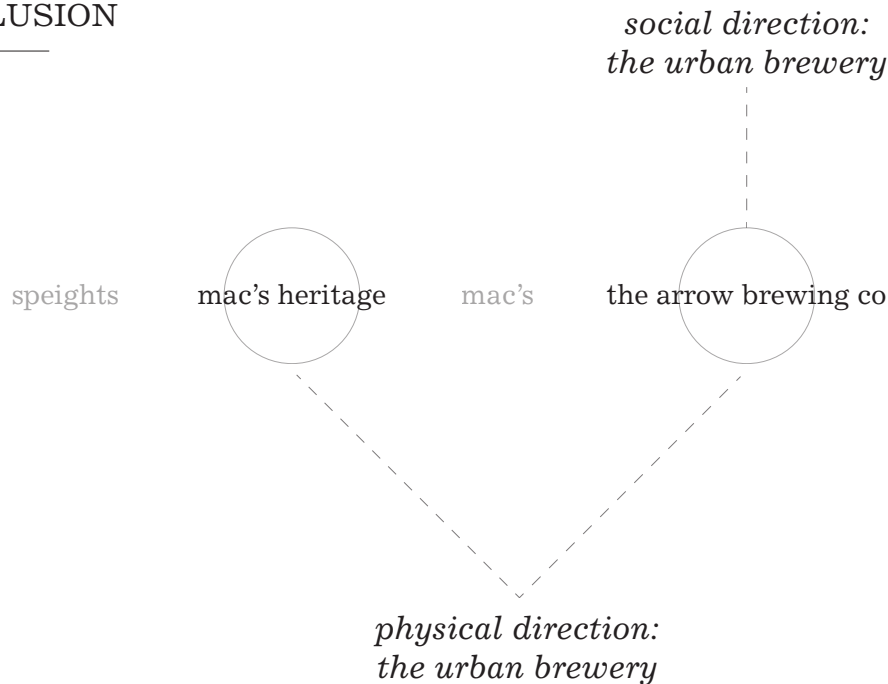 LUSION
social direction:
the urban brewery
speights mac’s heritage mac’s the arrow brewing co
physical direction:
the urban brewery